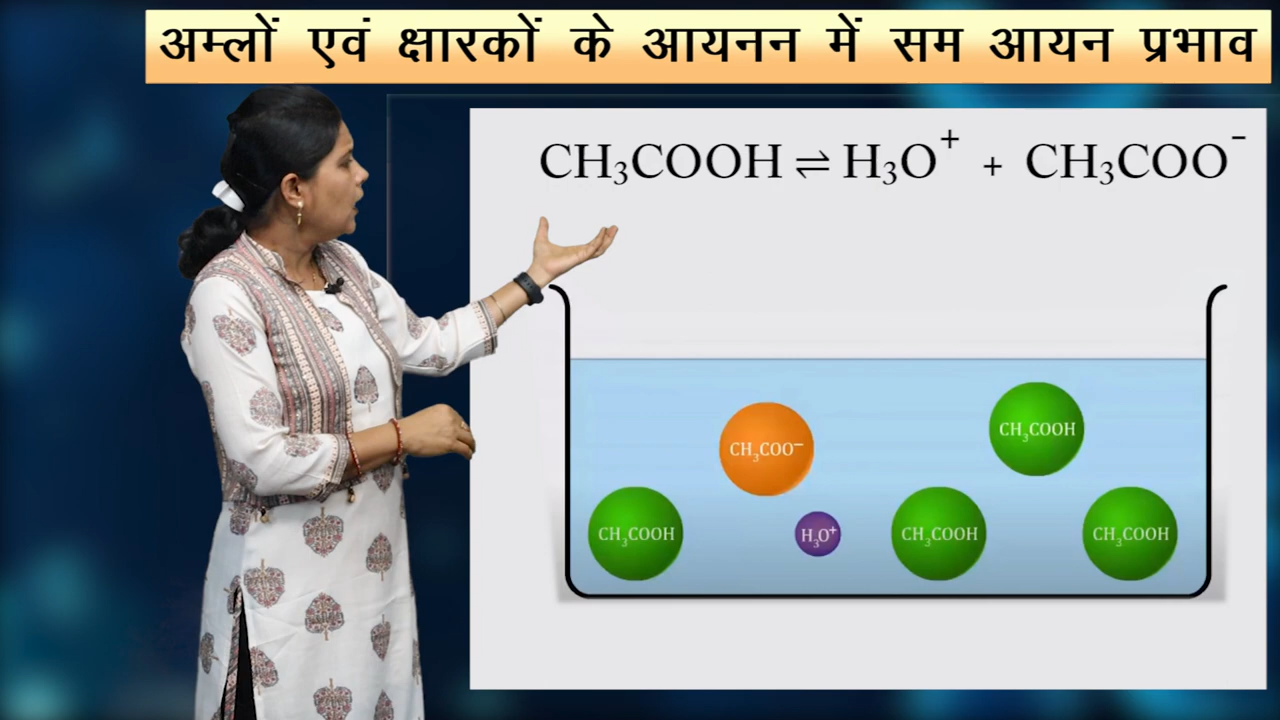 अम्लों एवं क्षारकों के आयनन में सम आयन प्रभाव
CH₃COOH ⇌ H₃O⁺ + CH₃COO⁻
CH₃COO⁻
CH₃COOH
CH₃COOH
H₃O⁺
CH₃COOH
CH₃COOH